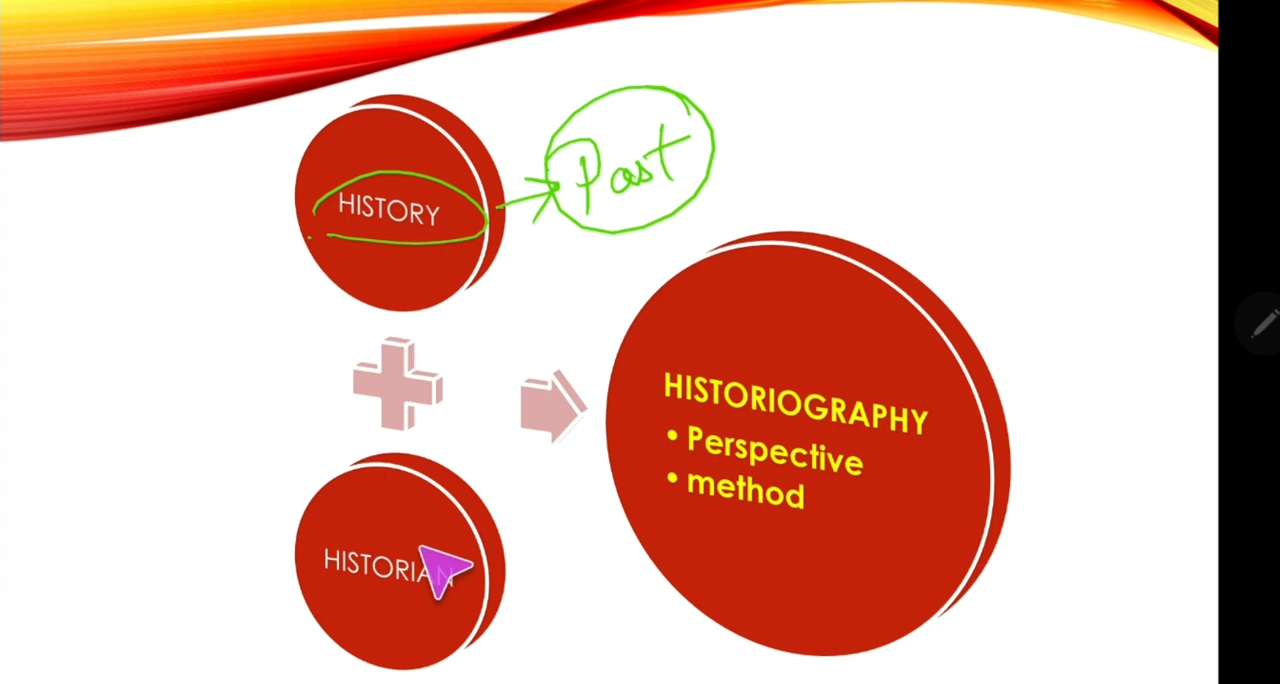 HISTORY
Past
HISTORIAN
HISTORIOGRAPHY
• Perspective
• method